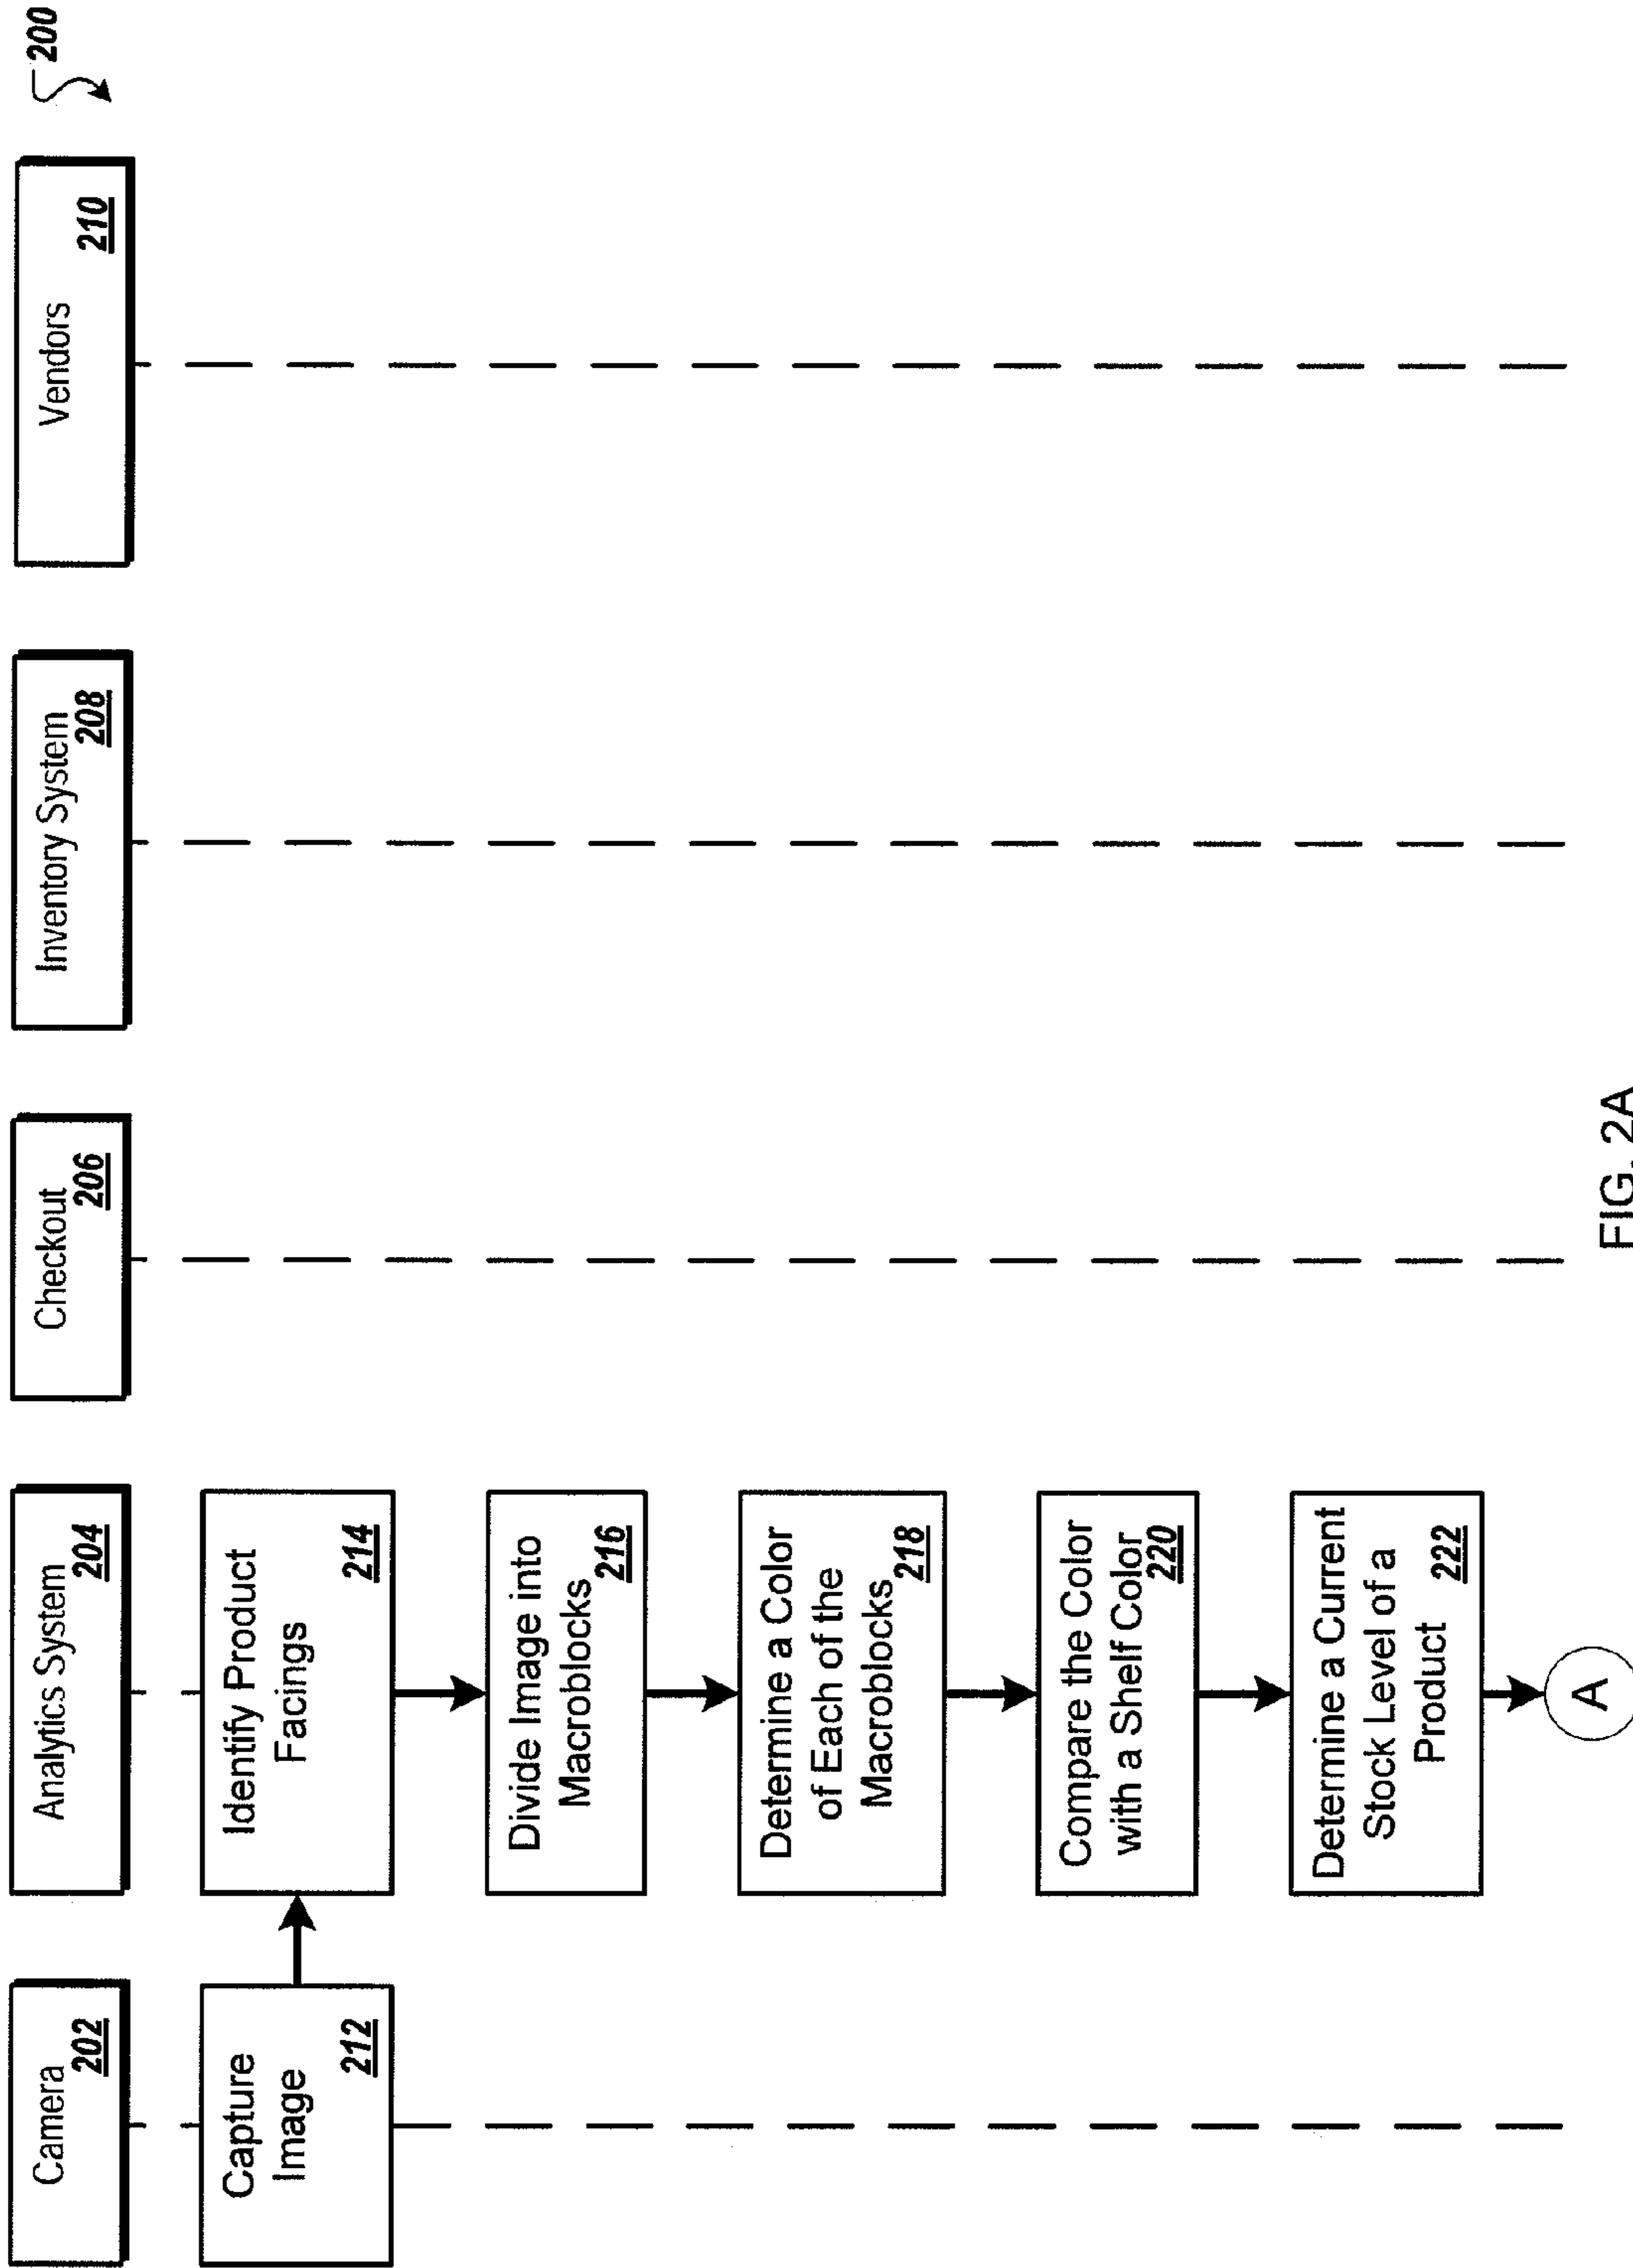 200
Camera
202
Analytics System
204
Checkout
206
Inventory System
208
Vendors
210
Capture
Image
212
Identify Product
Facings
214
Divide Image into
Macroblocks
216
Determine a Color
of Each of the
Macroblocks
218
Compare the Color
with a Shelf Color
220
Determine a Current
Stock Level of a
Product
222
A
FIG. 2A